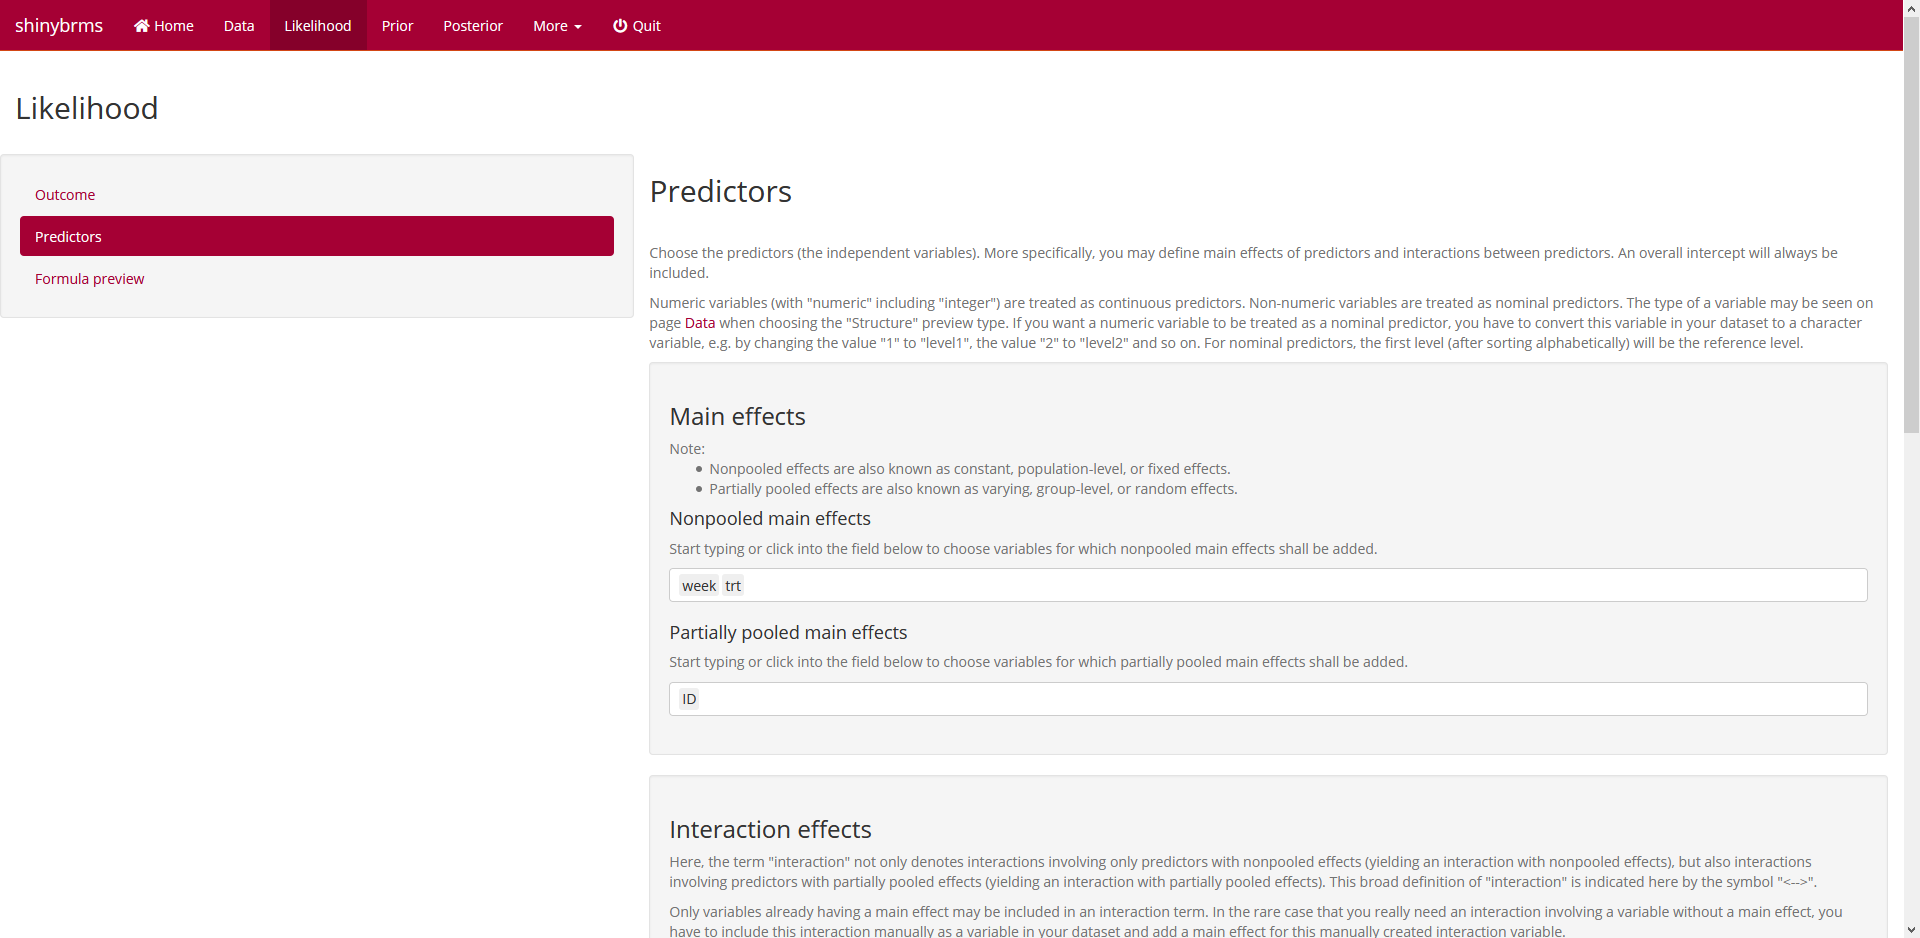 shinybrms Home Data Likelihood Prior Posterior More Quit
Likelihood
Outcome
Predictors
Formula preview
Predictors
Choose the predictors (the independent variables). More specifically, you may define main effects of predictors and interactions between predictors. An overall intercept will always be
included.
Numeric variables (with "numeric" including "integer") are treated as continuous predictors. Non-numeric variables are treated as nominal predictors. The type of a variable may be seen on
page Data when choosing the "Structure" preview type. If you want a numeric variable to be treated as a nominal predictor, you have to convert this variable in your dataset to a character
variable, e.g. by changing the value "1" to "level1", the value "2" to "level2" and so on. For nominal predictors, the first level (after sorting alphabetically) will be the reference level.
Main effects
Note:
• Nonpooled effects are also known as constant, population-level, or fixed effects.
• Partially pooled effects are also known as varying, group-level, or random effects.
Nonpooled main effects
Start typing or click into the field below to choose variables for which nonpooled main effects shall be added.
week trt
Partially pooled main effects
Start typing or click into the field below to choose variables for which partially pooled main effects shall be added.
ID
Interaction effects
Here, the term "interaction" not only denotes interactions involving only predictors with nonpooled effects (yielding an interaction with nonpooled effects), but also interactions
involving predictors with partially pooled effects (yielding an interaction with partially pooled effects). This broad definition of "interaction" is indicated here by the symbol "<-->".
Only variables already having a main effect may be included in an interaction term. In the rare case that you really need an interaction involving a variable without a main effect, you
have to include this interaction manually as a variable in your dataset and add a main effect for this manually created interaction variable.